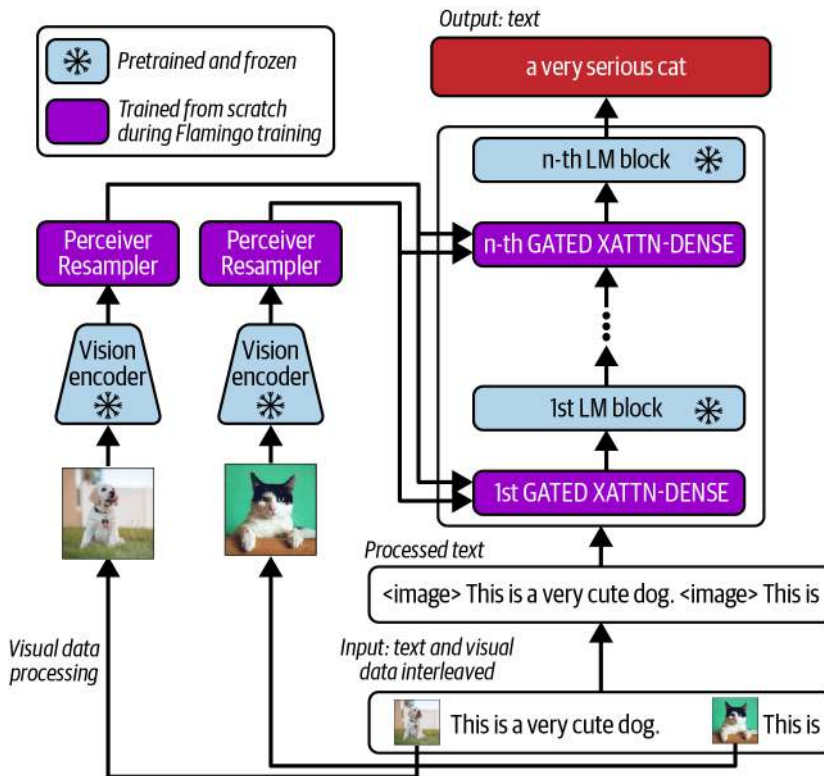 Output: text
Pretrained and frozen
Trained from scratch
during Flamingo training
a very serious cat
n-th LM block
Perceiver
Resampler
Perceiver
Resampler
n-th GATED XATTN-DENSE
Vision
encoder
Vision
encoder
1st LM block
1st GATED XATTN-DENSE
Processed text
<image> This is a very cute dog. <image> This is
Visual data
processing
Input: text and visual
data interleaved
This is a very cute dog.
This is